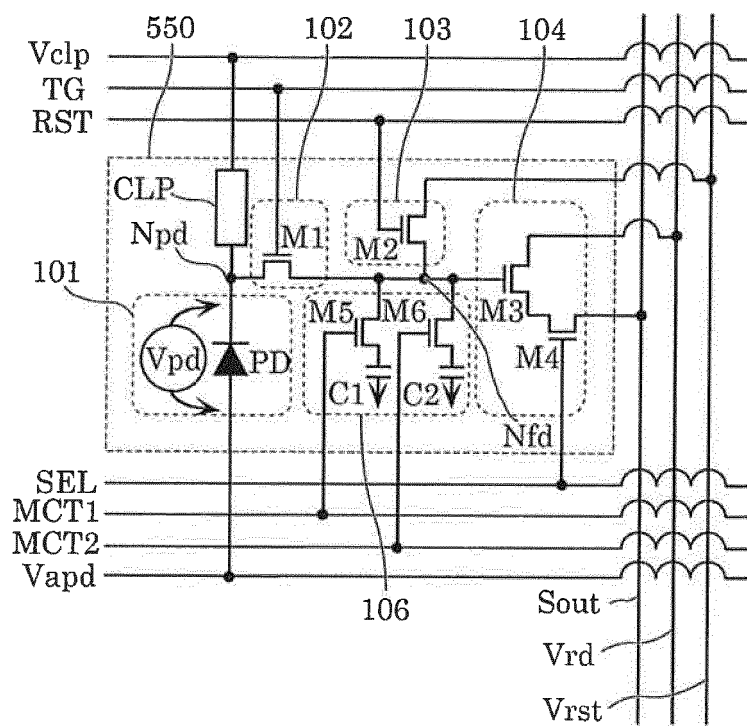 550
102
103
104
Vclp
TG
RST
CLP
Npd
M1
M2
101
M5
M6
M3
Vpd
PD
M4
C1
C2
Nfd
SEL
MCT1
MCT2
Vapd
106
Sout
Vrd
Vrst